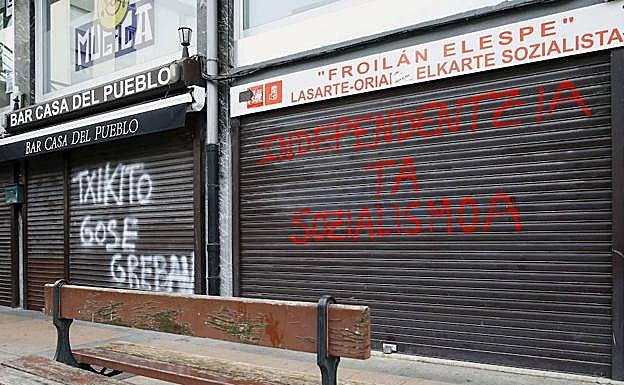 BAR CASA DEL PUEBLO
BAR CASA DEL PUEBLO
TXIKITO
GOSE
GREBAN
"FROILÁN ELESPE"
LASARTE-ORIAKO ELKARTE SOZIALISTA
INDEPENDENTZIA
TA
SOZIALISMOA